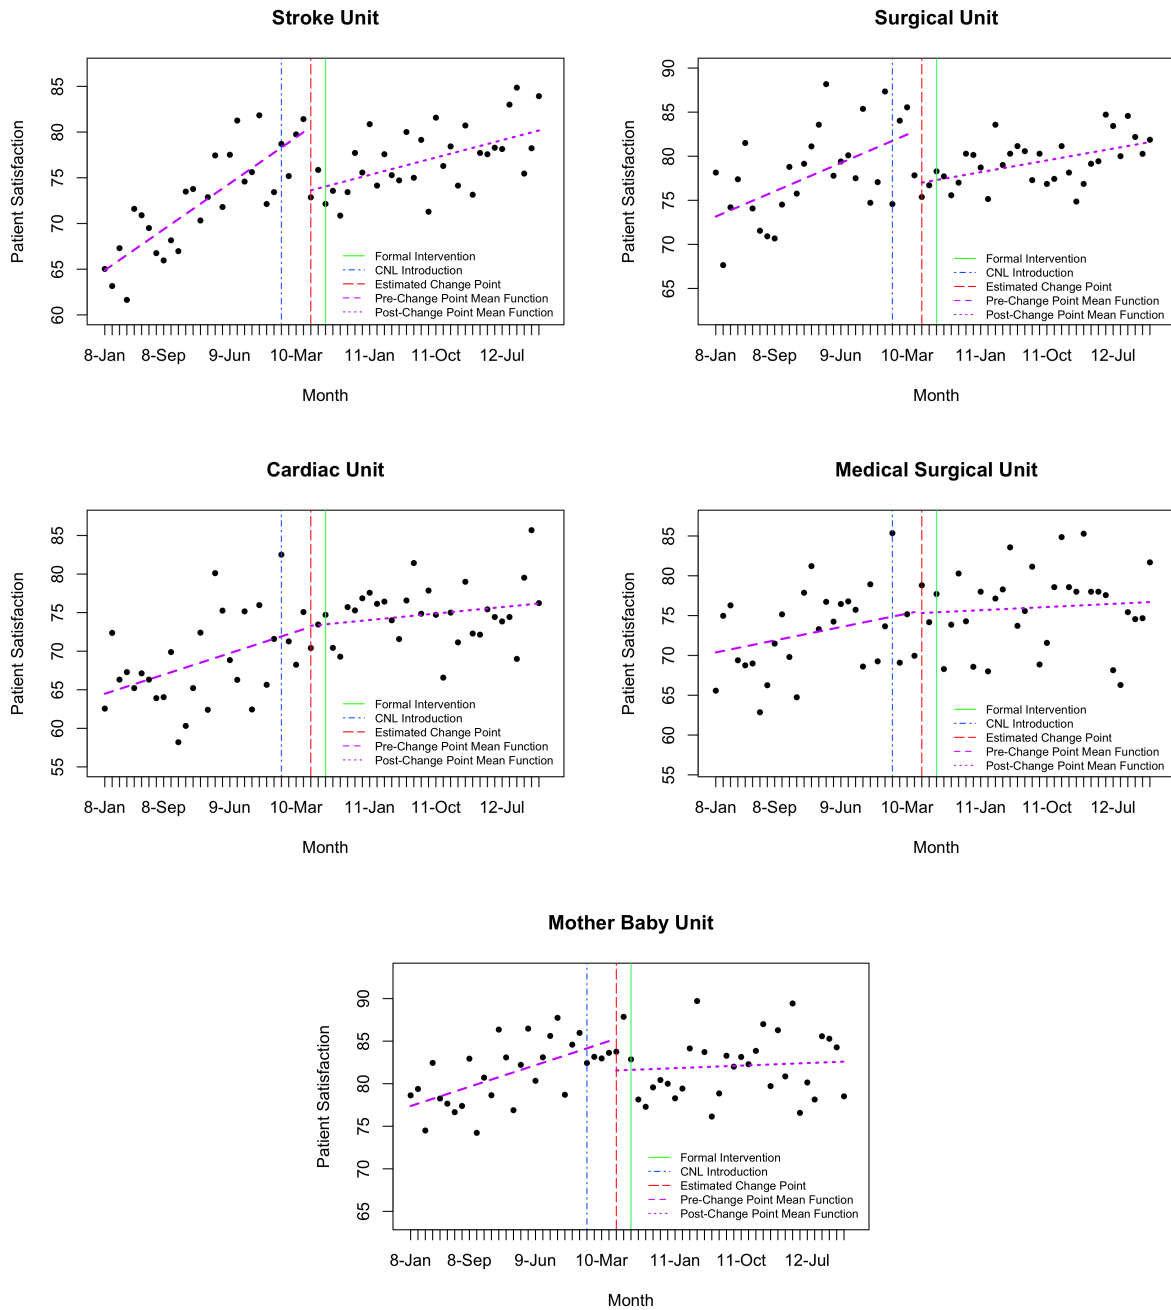 Stroke Unit
Patient Satisfaction
85
80
75
70
65
60
Formal Intervention
CNL Introduction
Estimated Change Point
Pre-Change Point Mean Function
Post-Change Point Mean Function
8-Jan 8-Sep 9-Jun 10-Mar 11-Jan 11-Oct 12-Jul
Month
Surgical Unit
Patient Satisfaction
90
85
80
75
70
65
Formal Intervention
CNL Introduction
Estimated Change Point
Pre-Change Point Mean Function
Post-Change Point Mean Function
8-Jan 8-Sep 9-Jun 10-Mar 11-Jan 11-Oct 12-Jul
Month
Cardiac Unit
Patient Satisfaction
85
80
75
70
65
60
55
Formal Intervention
CNL Introduction
Estimated Change Point
Pre-Change Point Mean Function
Post-Change Point Mean Function
8-Jan 8-Sep 9-Jun 10-Mar 11-Jan 11-Oct 12-Jul
Month
Medical Surgical Unit
Patient Satisfaction
85
80
75
70
65
60
55
Formal Intervention
CNL Introduction
Estimated Change Point
Pre-Change Point Mean Function
Post-Change Point Mean Function
8-Jan 8-Sep 9-Jun 10-Mar 11-Jan 11-Oct 12-Jul
Month
Mother Baby Unit
Patient Satisfaction
90
85
80
75
70
65
Formal Intervention
CNL Introduction
Estimated Change Point
Pre-Change Point Mean Function
Post-Change Point Mean Function
8-Jan 8-Sep 9-Jun 10-Mar 11-Jan 11-Oct 12-Jul
Month